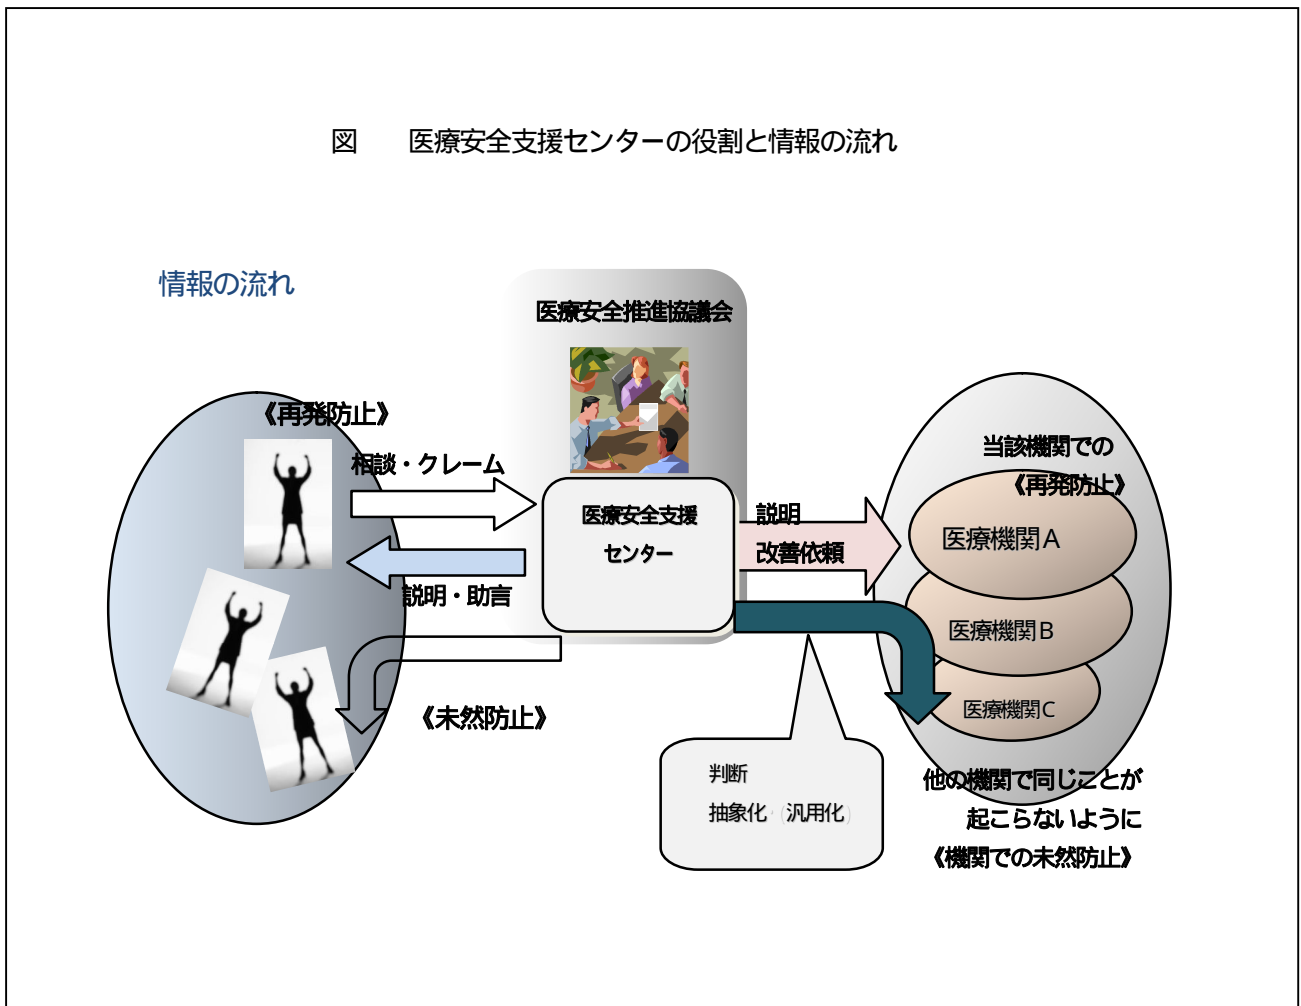 図　医療安全支援センターの役割と情報の流れ
情報の流れ
医療安全推進協議会
《再発防止》
相談・クレーム
医療安全支援
センター
説明・助言
《未然防止》
説明
改善依頼
当該機関での
《再発防止》
医療機関A
医療機関B
医療機関C
判断
抽象化・(汎用化)
他の機関で同じことが
起こらないように
《機関での未然防止》